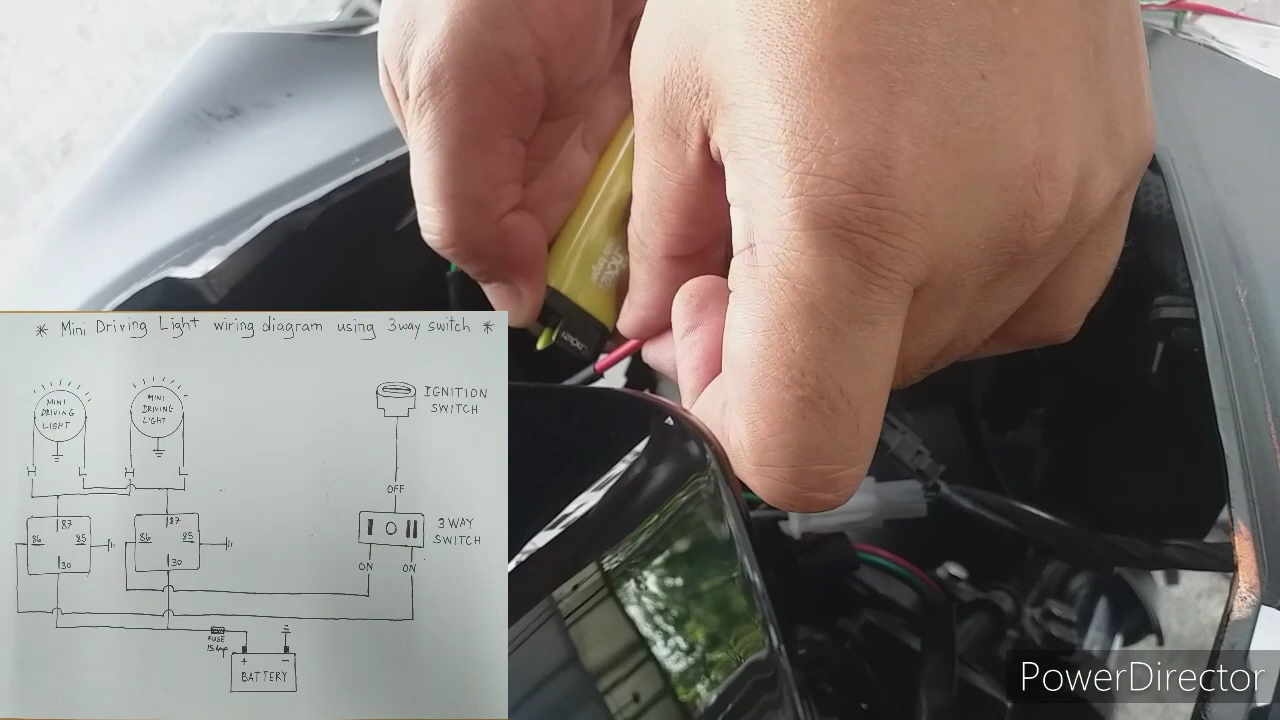 * Mini Driving Light wiring diagram using 3way switch *
MINI
DRIVING
LIGHT
MINI
DRIVING
LIGHT
IGNITION
SWITCH
OFF
87
87
86
85
86
85
30
30
I O II
3 WAY
SWITCH
ON
ON
FUSE
15 Amp
+ -
BATTERY
PowerDirector